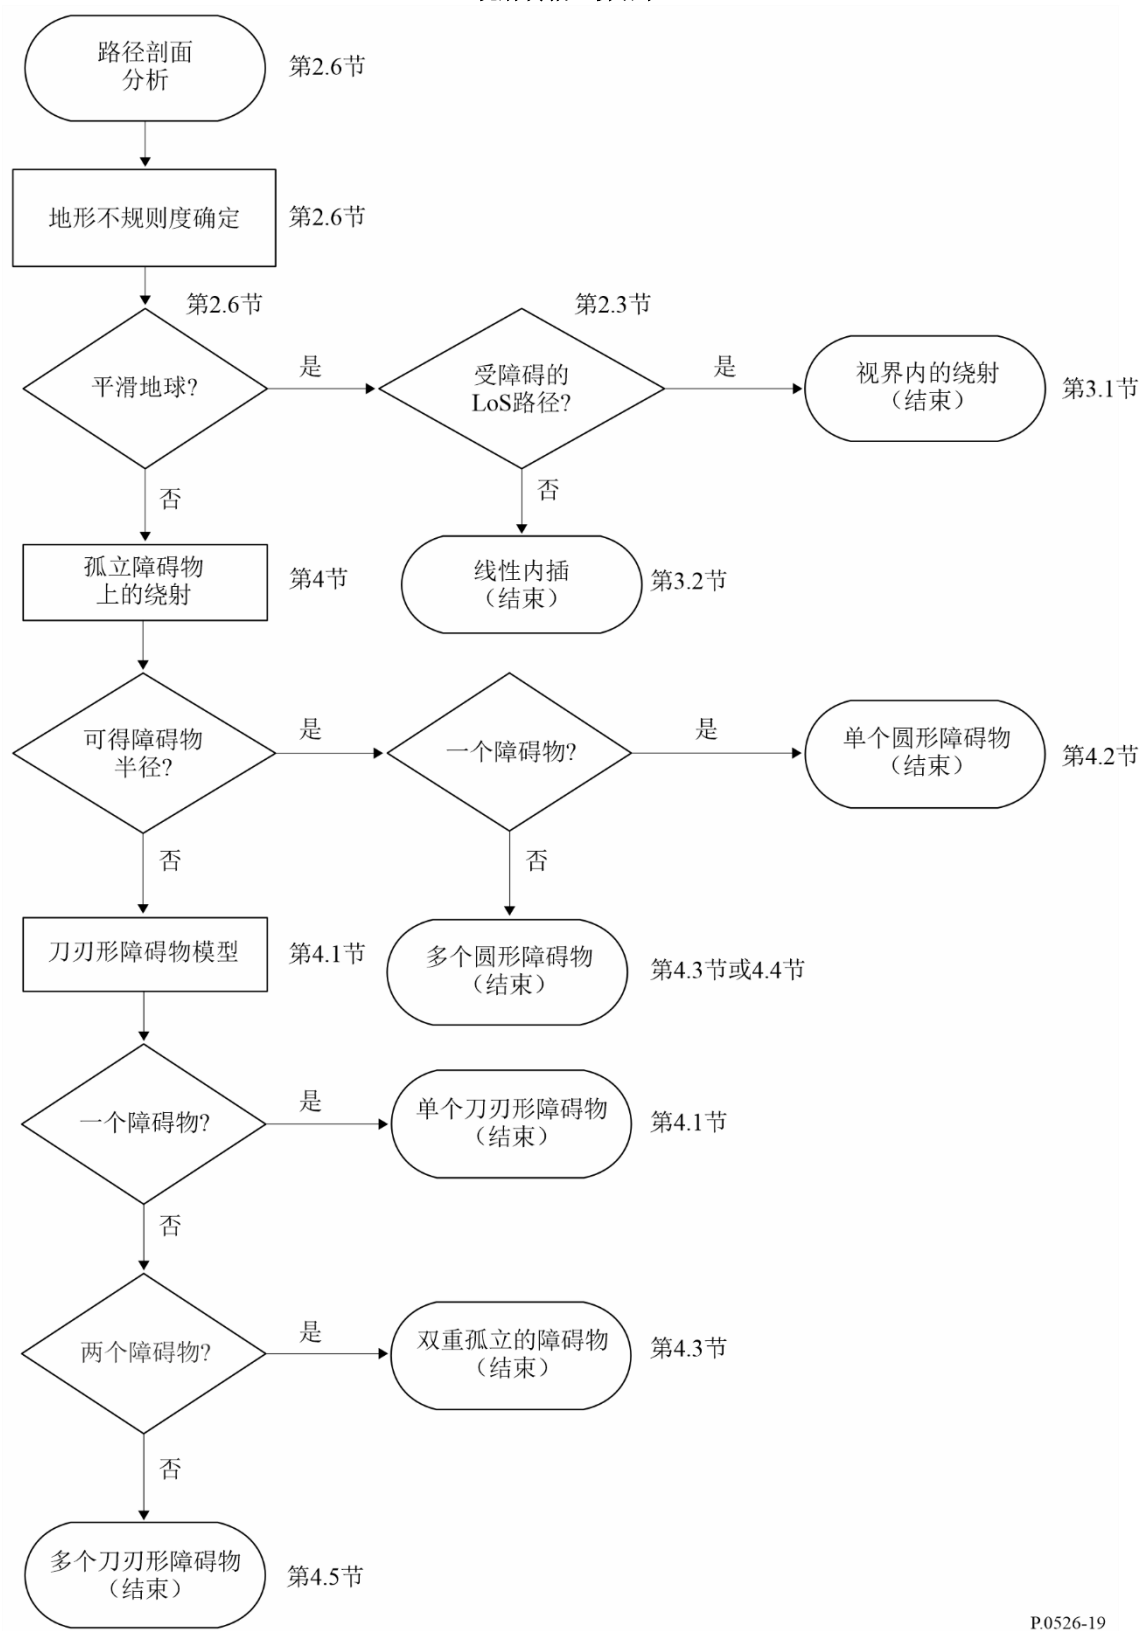 路径剖面
分析
第2.6节
地形不规则度确定
第2.6节
第2.6节
第2.3节
平滑地球?
是
受障碍的
LoS路径?
是
视界内的绕射
（结束）
第3.1节
否
否
孤立障碍物
上的绕射
第4节
线性内插
（结束）
第3.2节
可得障碍物
半径?
是
一个障碍物?
是
单个圆形障碍物
（结束）
第4.2节
否
否
刀刃形障碍物模型
第4.1节
多个圆形障碍物
（结束）
第4.3节或4.4节
一个障碍物?
是
单个刀刃形障碍物
（结束）
第4.1节
否
两个障碍物?
是
双重孤立的障碍物
（结束）
第4.3节
否
多个刀刃形障碍物
（结束）
第4.5节
P.0526-19